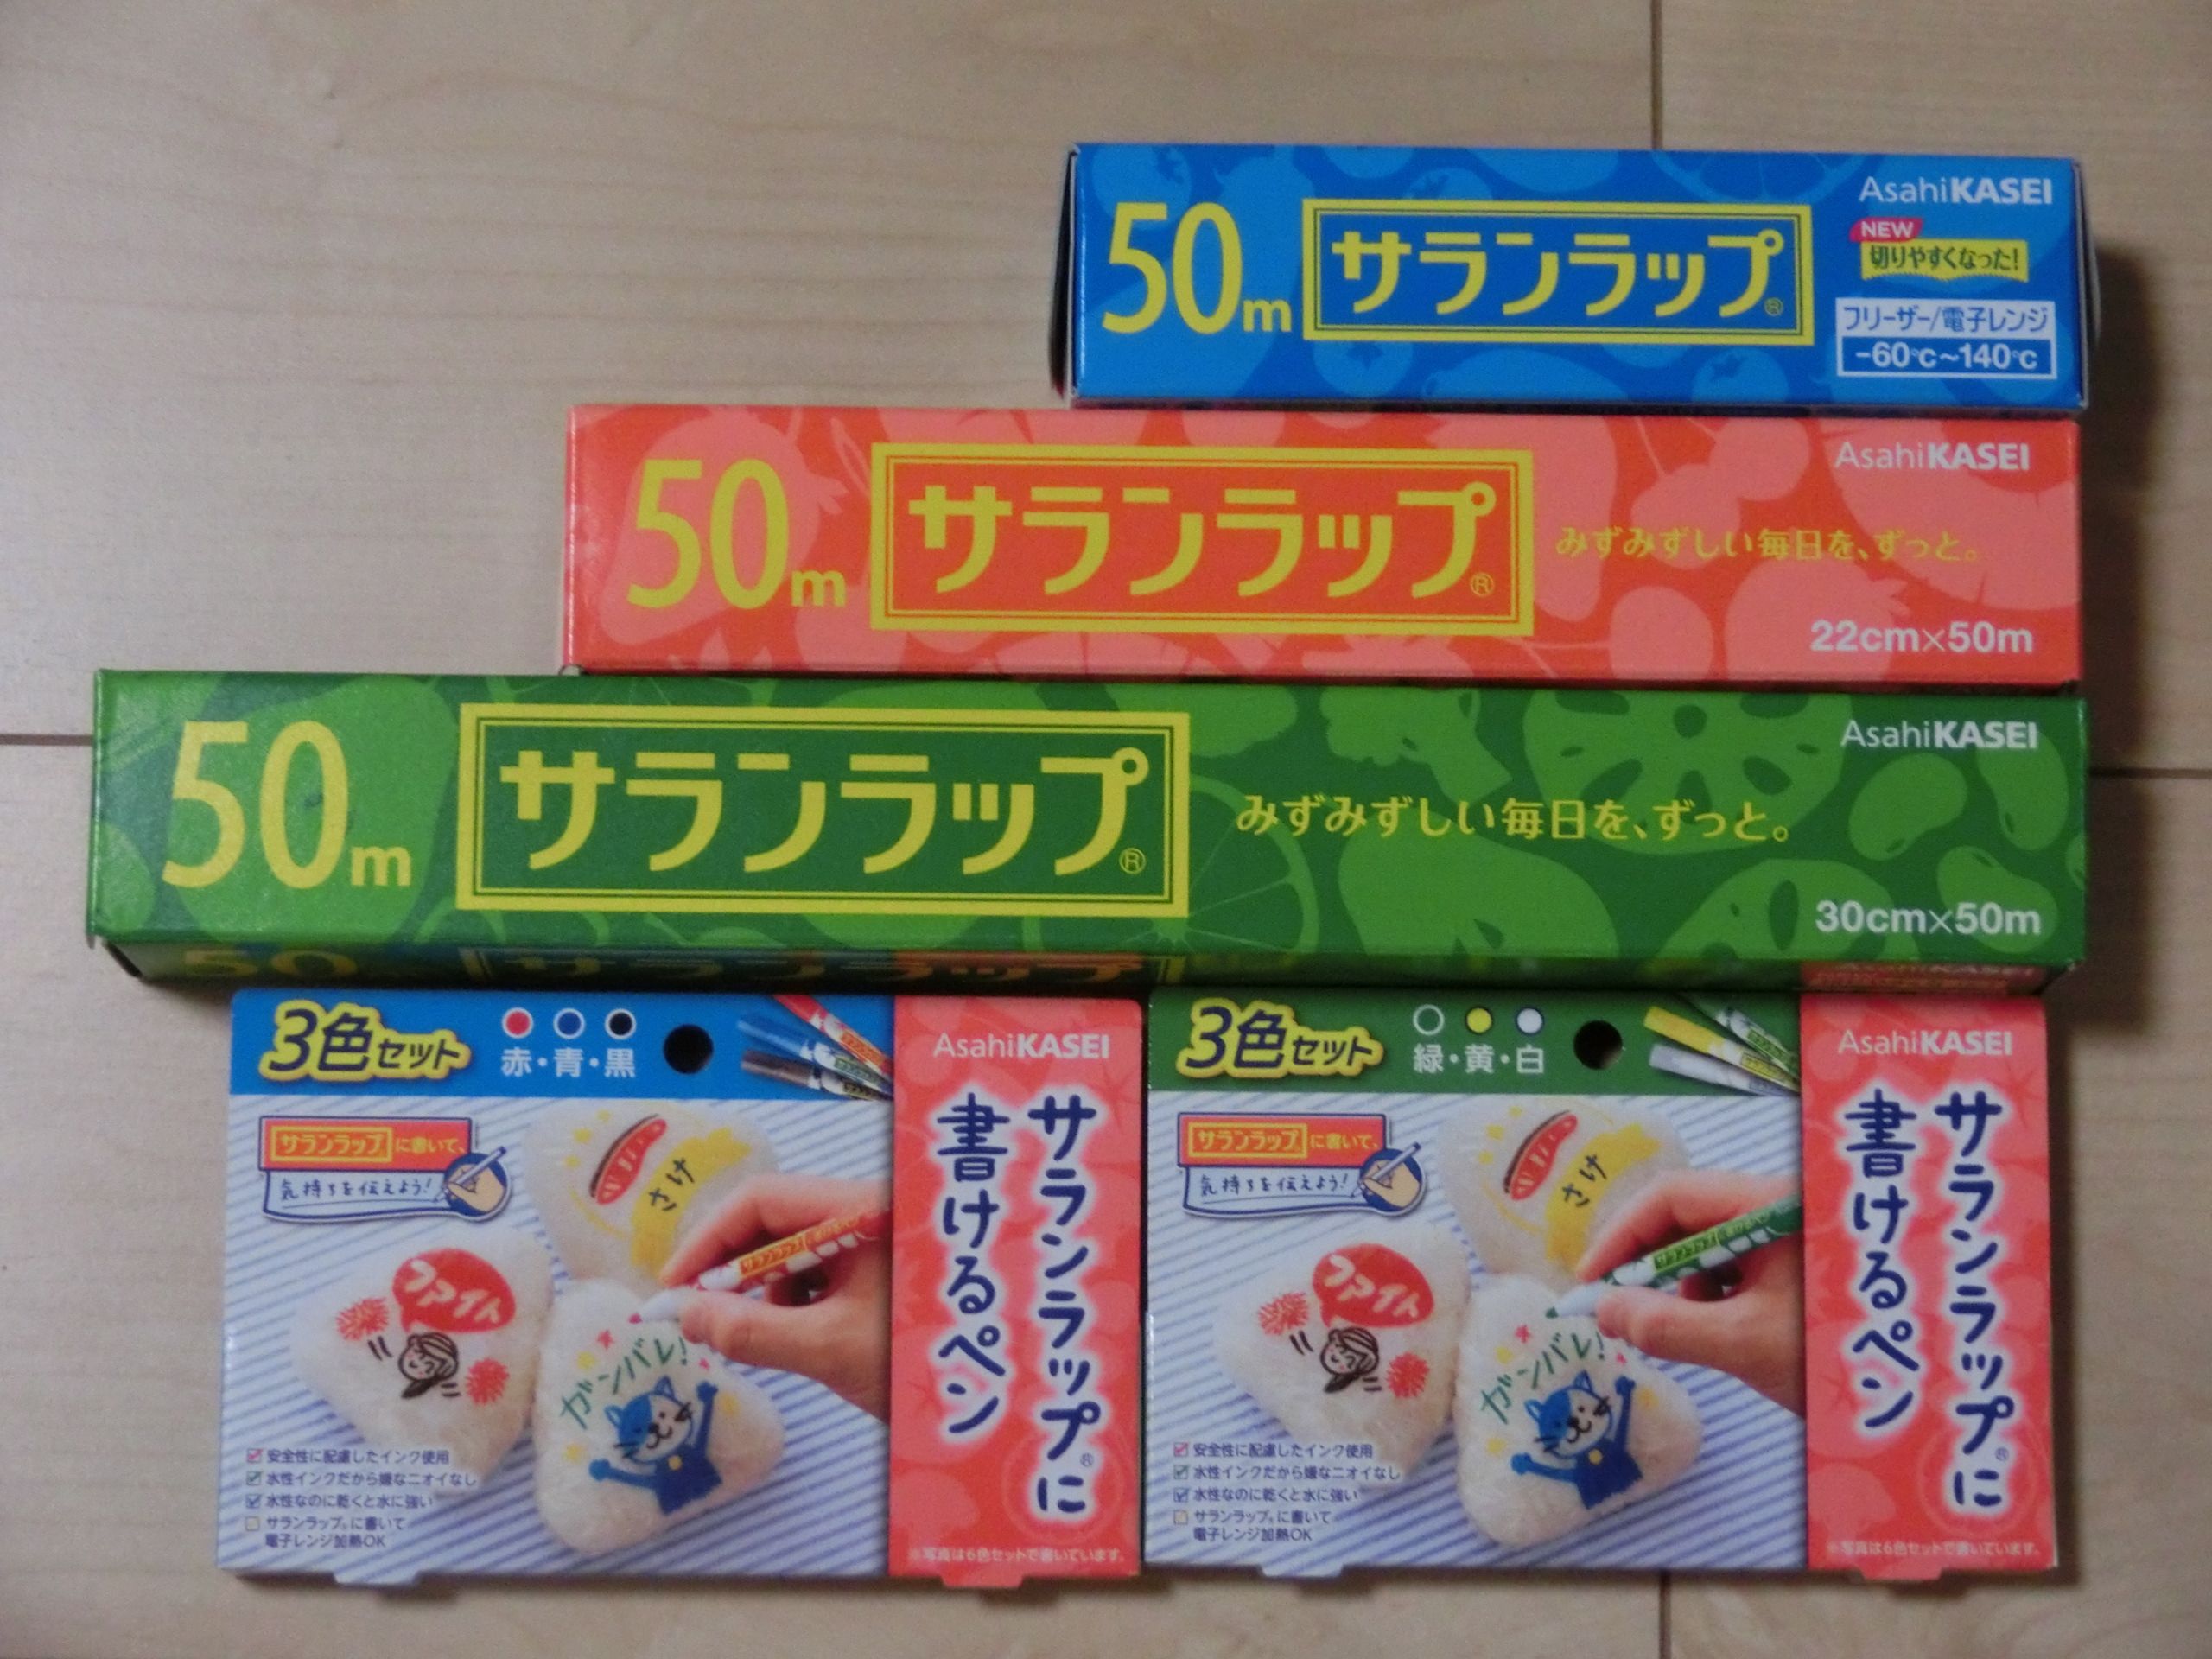 AsahiKASEI
50m サランラップ®
NEW
切りやすくなった!
フリーザー/電子レンジ
-60℃~140℃
AsahiKASEI
50m サランラップ®
みずみずしい毎日を、ずっと。
22cm×50m
AsahiKASEI
50m サランラップ®
みずみずしい毎日を、ずっと。
30cm×50m
3色セット
赤・青・黒
AsahiKASEI
サランラップ®に
書けるペン
サランラップに書いて、
気持ちを伝えよう!
さけ
ファイト
ガンバレ!
安全性に配慮したインク使用
水性インクだから嫌なニオイなし
水性なのに乾くと水に強い
サランラップ®に書いて
電子レンジ加熱OK
※写真は6色セットで書いています。
3色セット
緑・黄・白
AsahiKASEI
サランラップ®に
書けるペン
サランラップに書いて、
気持ちを伝えよう!
さけ
ファイト
ガンバレ!
安全性に配慮したインク使用
水性インクだから嫌なニオイなし
水性なのに乾くと水に強い
サランラップ®に書いて
電子レンジ加熱OK
※写真は6色セットで書いています。